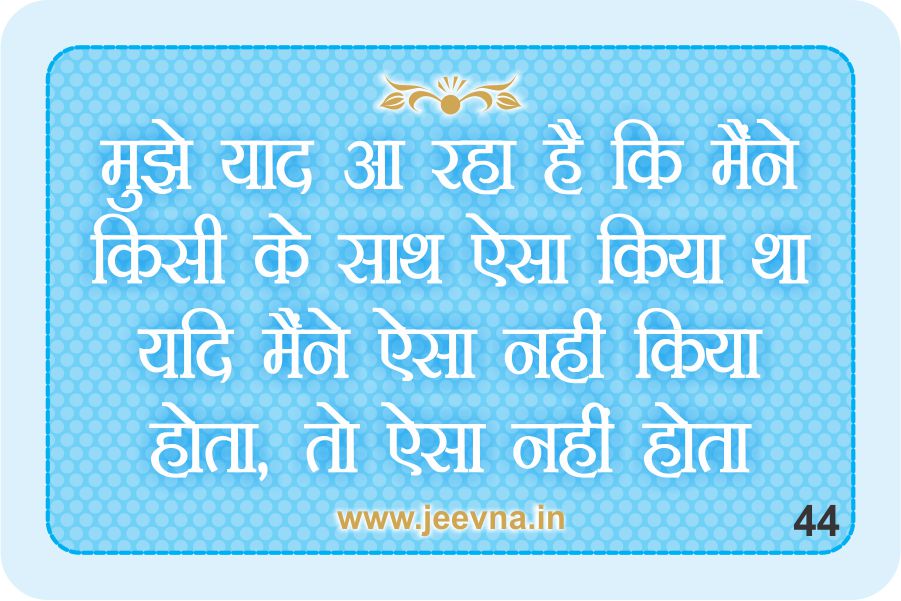 मुझे याद आ रहा है कि मैंने
किसी के साथ ऐसा किया था
यदि मैंने ऐसा नहीं किया
होता, तो ऐसा नहीं होता
www.jeevna.in
44